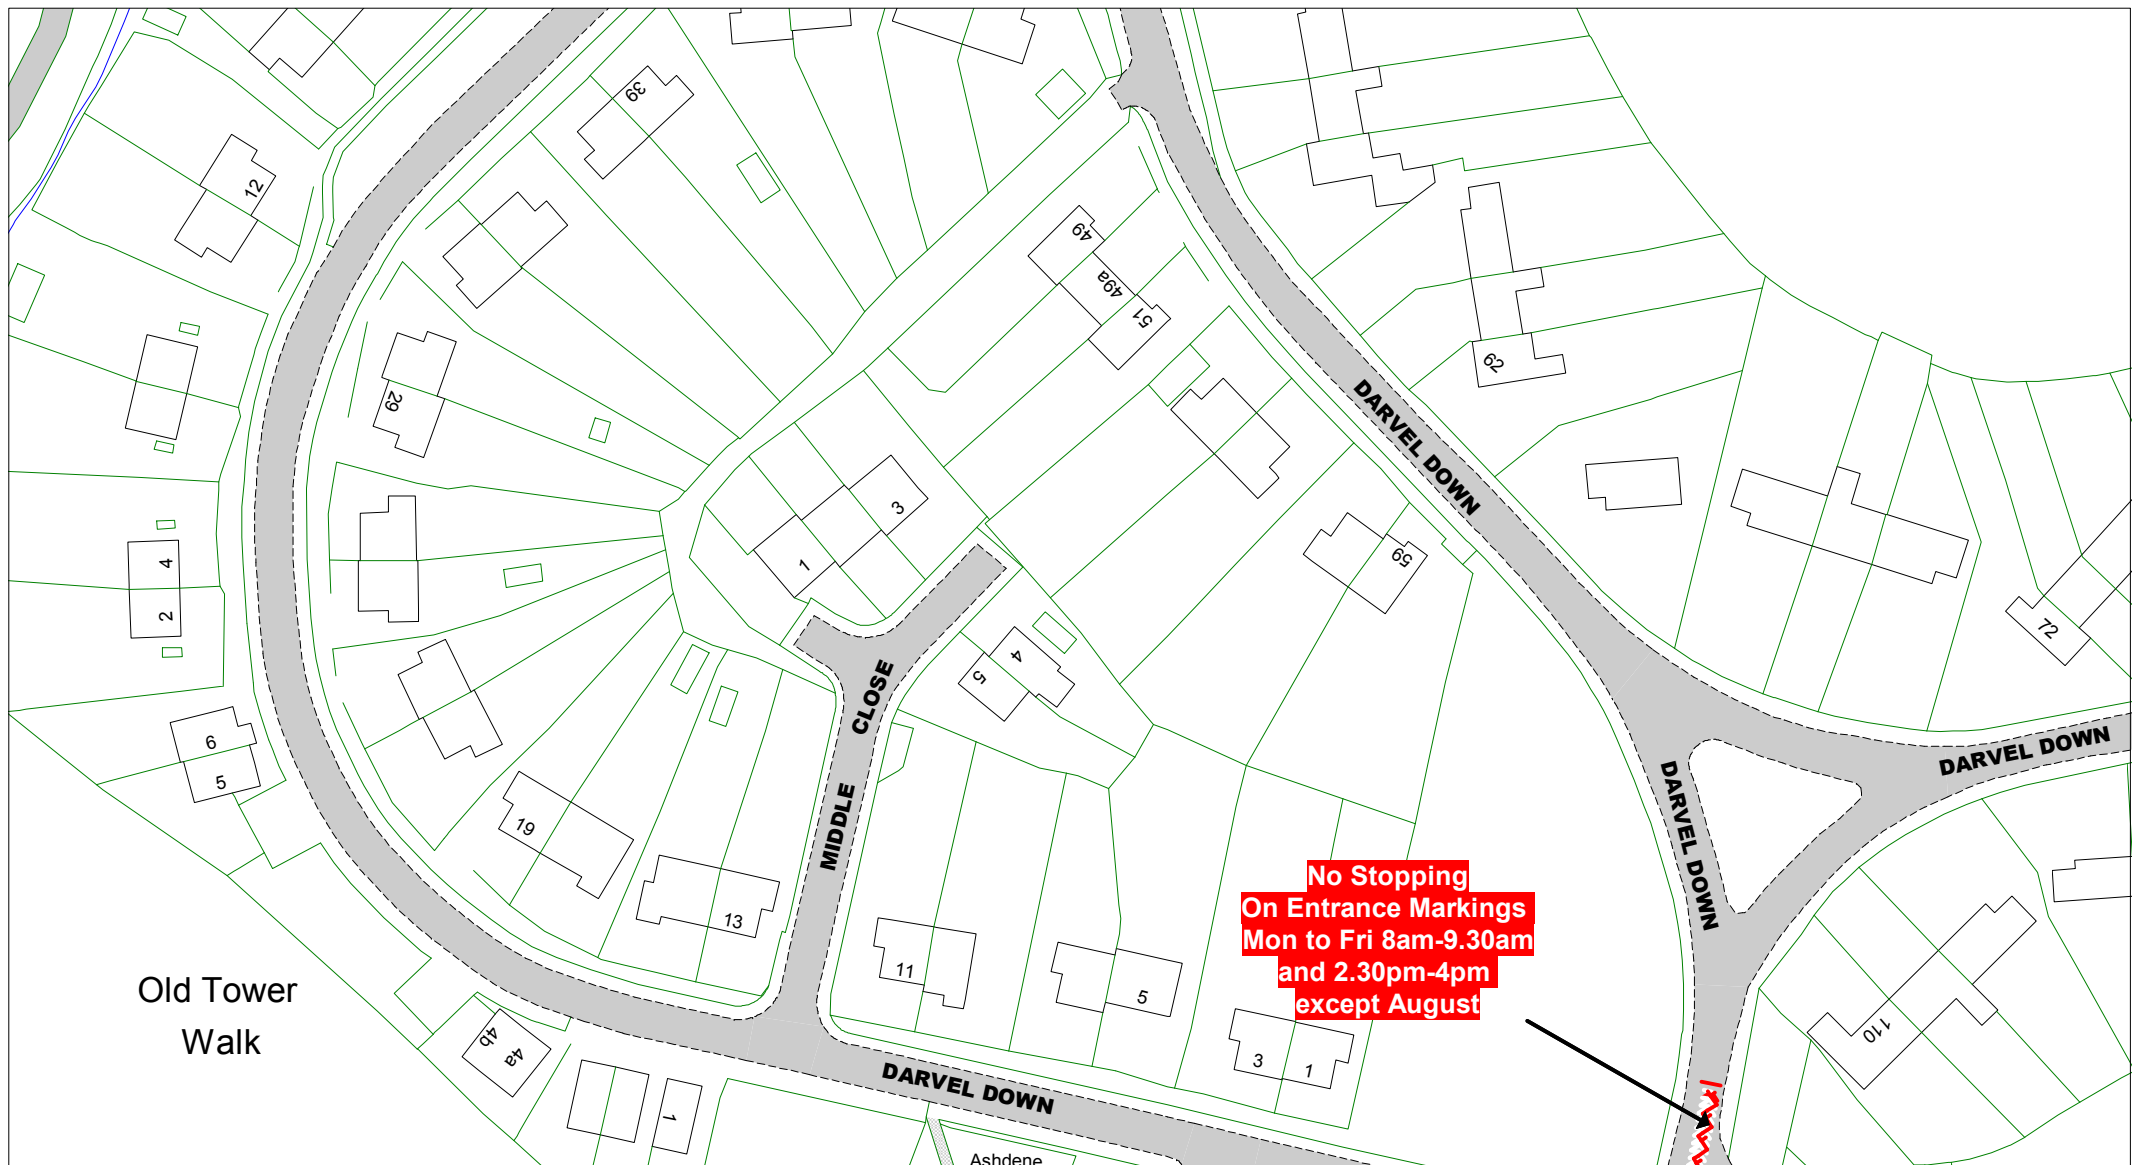 39
12
49
49a
51
62
29
DARVEL DOWN
3
1
59
4
2
4
5
72
MIDDLE CLOSE
6
5
DARVEL DOWN
DARVEL DOWN
19
13
No Stopping
On Entrance Markings
Mon to Fri 8am-9.30am
and 2.30pm-4pm
except August
11
5
Old Tower
Walk
110
4b
4a
3
1
DARVEL DOWN
1
Ashdene